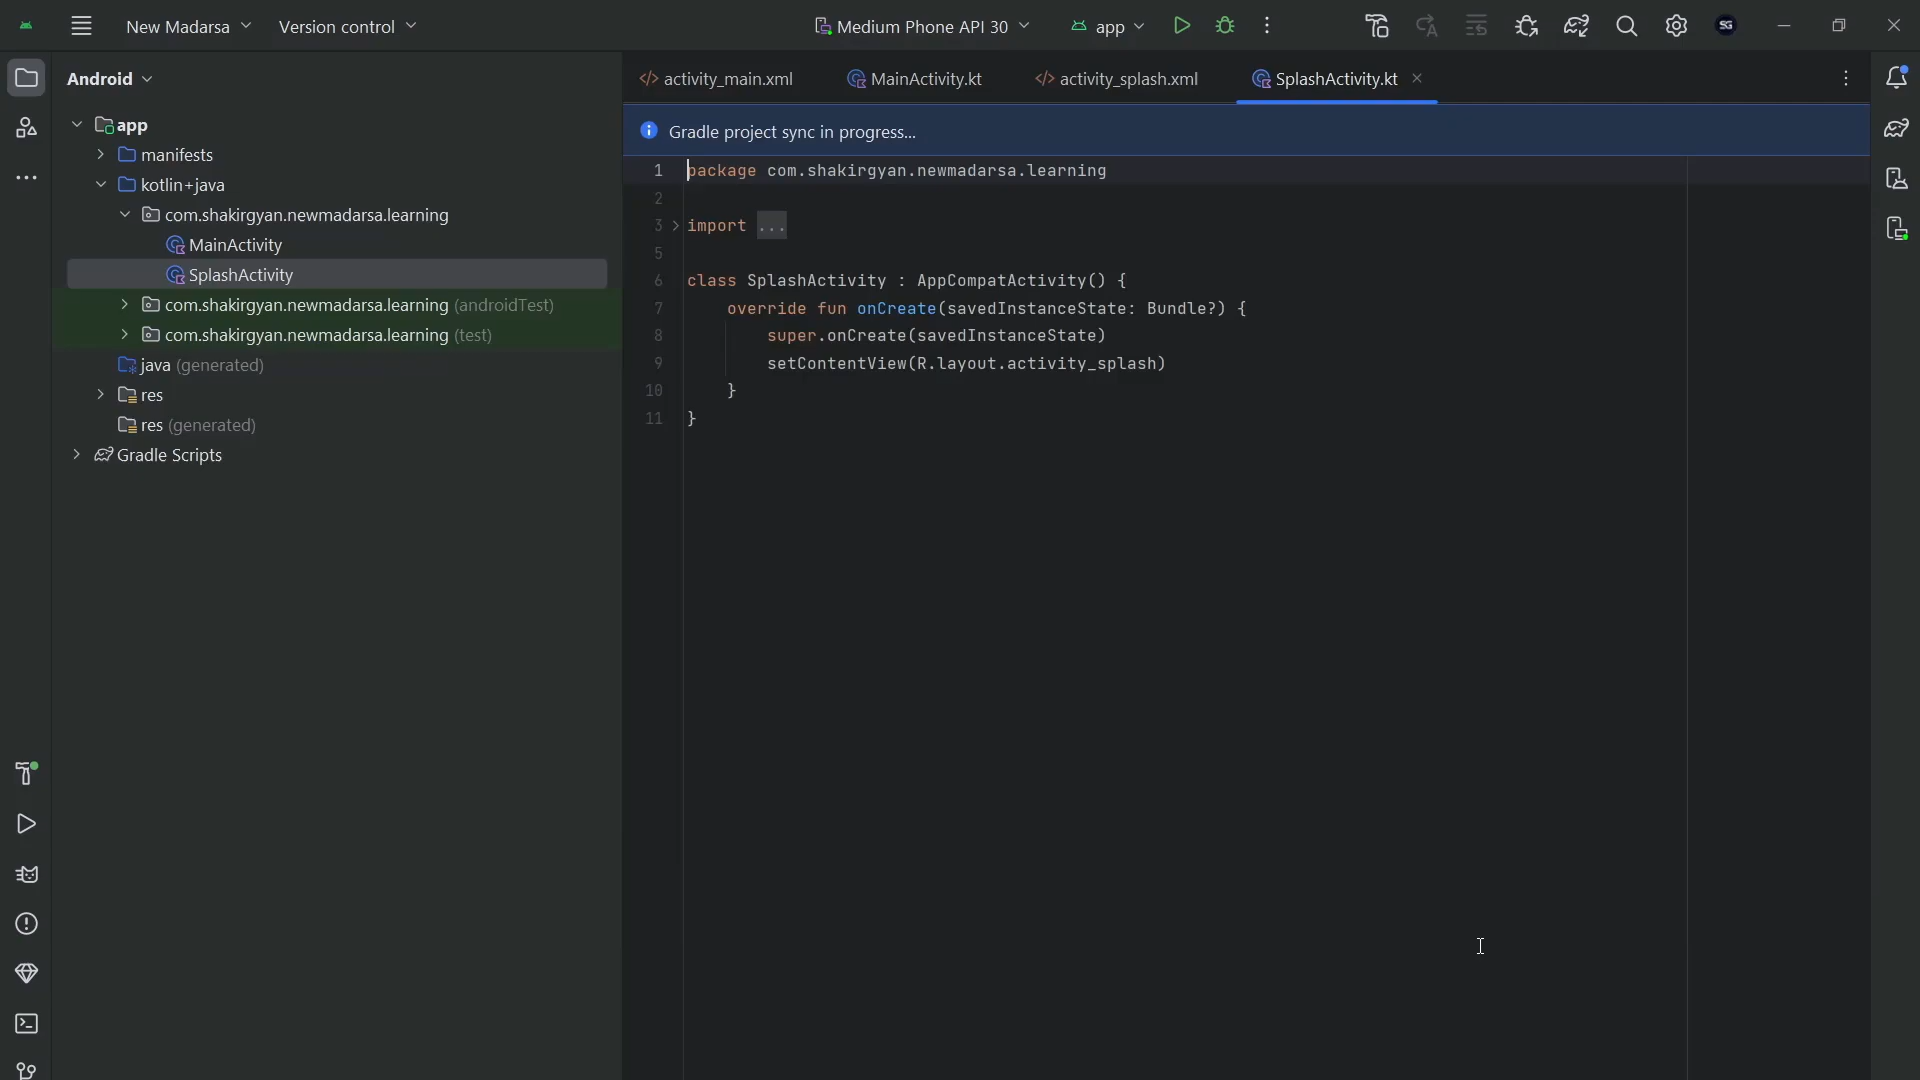 New Madarsa
Version control
Medium Phone API 30
app
SG
Android
app
manifests
kotlin+java
com.shakirgyan.newmadarsa.learning
MainActivity
SplashActivity
com.shakirgyan.newmadarsa.learning (androidTest)
com.shakirgyan.newmadarsa.learning (test)
java (generated)
res
res (generated)
Gradle Scripts
activity_main.xml
MainActivity.kt
activity_splash.xml
SplashActivity.kt
Gradle project sync in progress...
1 package com.shakirgyan.newmadarsa.learning
2
3 import ...
5
6 class SplashActivity : AppCompatActivity() {
7 override fun onCreate(savedInstanceState: Bundle?) {
8 super.onCreate(savedInstanceState)
9 setContentView(R.layout.activity_splash)
10 }
11 }